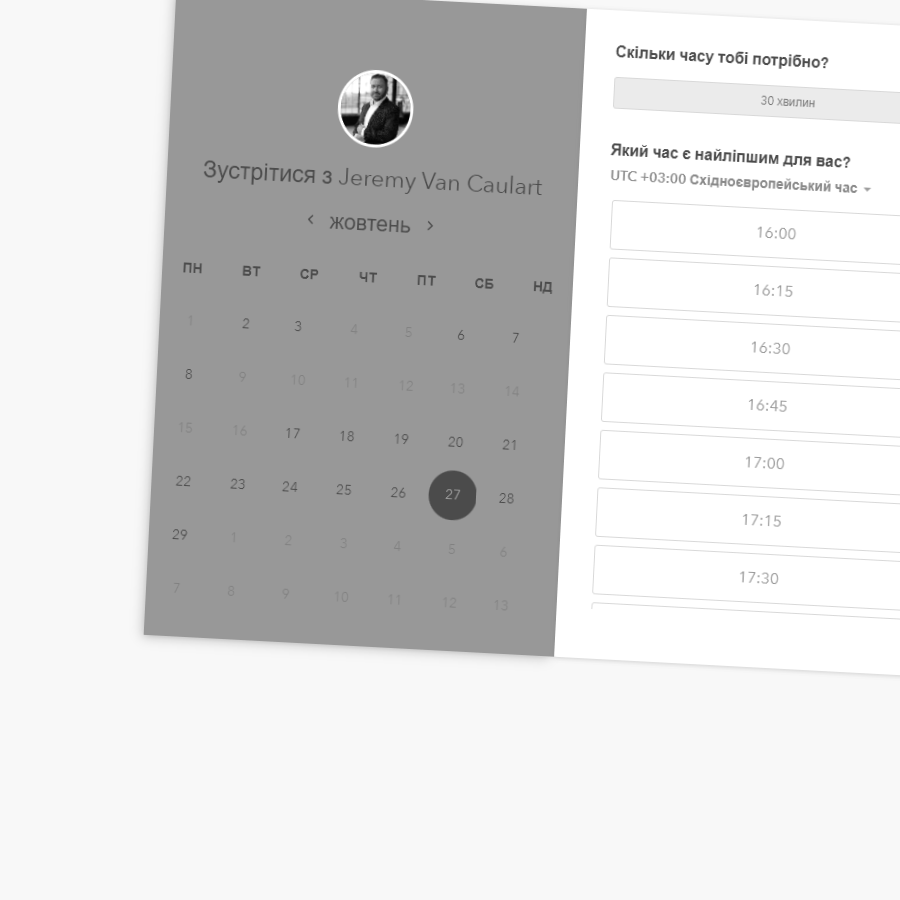 Зустрітися з Jeremy Van Caulart
‹ жовтень ›
ПН ВТ СР ЧТ ПТ СБ НД
1 2 3 4 5 6 7
8 9 10 11 12 13 14
15 16 17 18 19 20 21
22 23 24 25 26 27 28
29 1 2 3 4 5 6
7 8 9 10 11 12 13
Скільки часу тобі потрібно?
30 хвилин
Який час є найліпшим для вас?
UTC +03:00 Східноєвропейський час
16:00
16:15
16:30
16:45
17:00
17:15
17:30